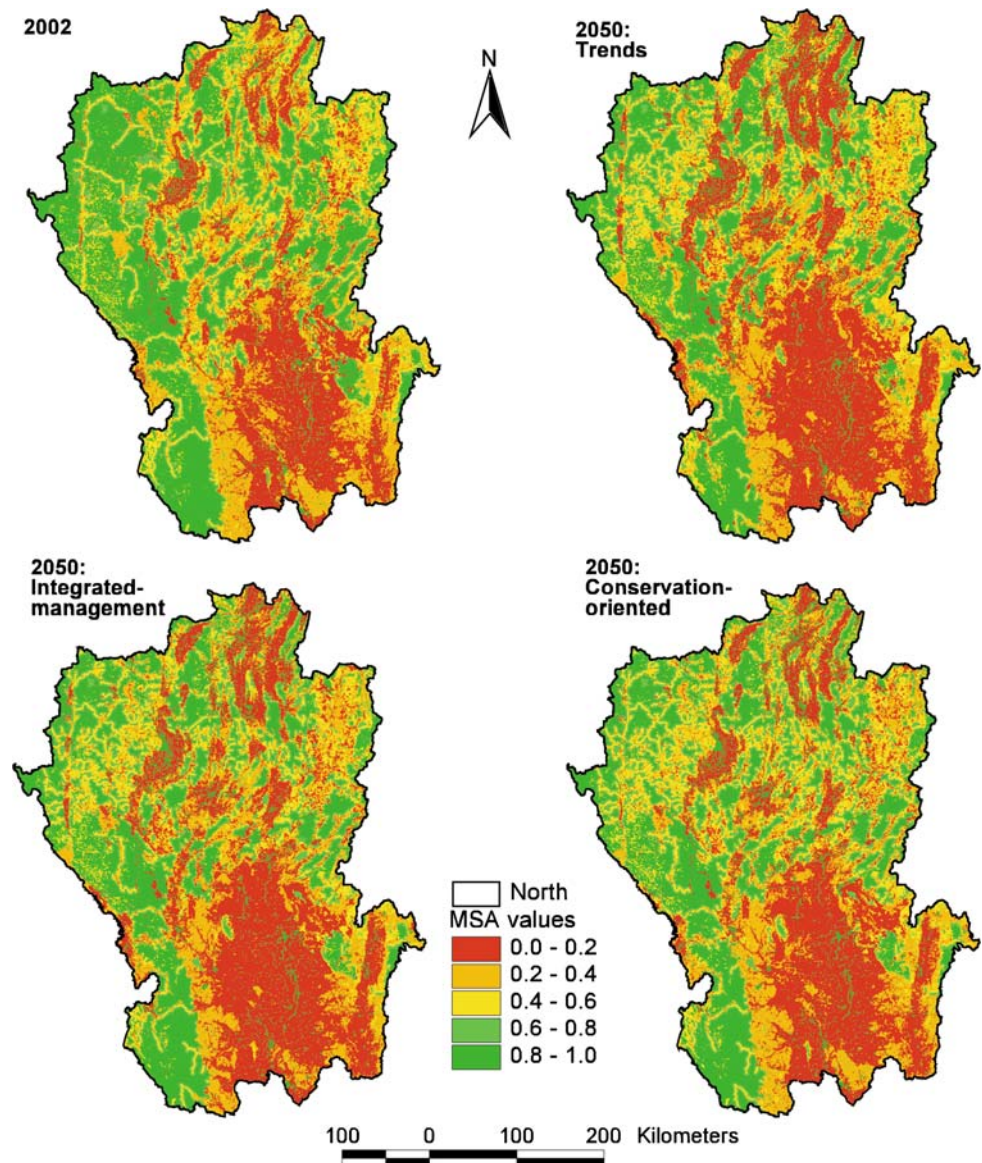 2002
2050:
Trends
N
2050:
Integrated-
management
2050:
Conservation-
oriented
North
MSA values
0.0 - 0.2
0.2 - 0.4
0.4 - 0.6
0.6 - 0.8
0.8 - 1.0
100 0 100 200 Kilometers